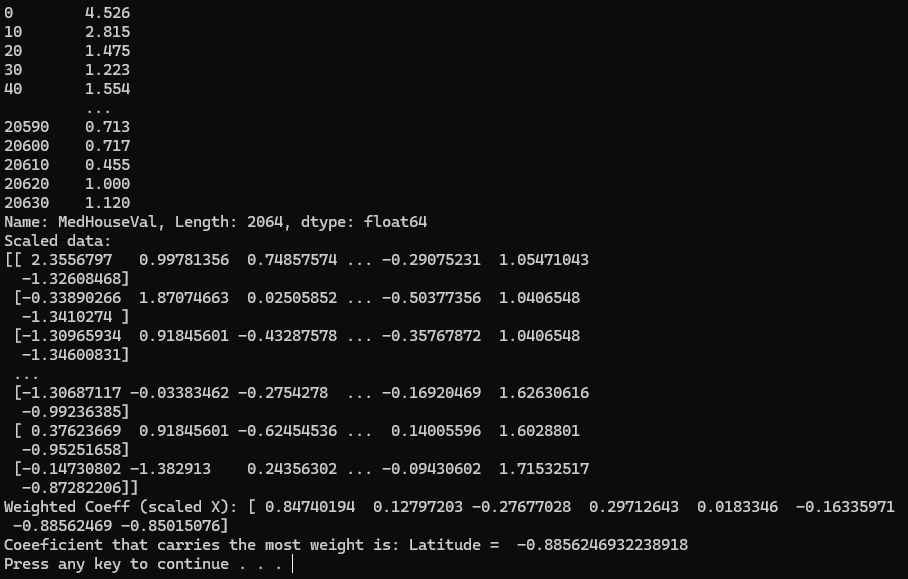 0        4.526
10       2.815
20       1.475
30       1.223
40       1.554
         ...
20590    0.713
20600    0.717
20610    0.455
20620    1.000
20630    1.120
Name: MedHouseVal, Length: 2064, dtype: float64
Scaled data:
[[ 2.3556797   0.99781356  0.74857574 ... -0.29075231  1.05471043
  -1.32608468]
 [-0.33890266  1.87074663  0.02505852 ... -0.50377356  1.0406548
  -1.3410274 ]
 [-1.30965934  0.91845601 -0.43287578 ... -0.35767872  1.0406548
  -1.34600831]
 ...
 [-1.30687117 -0.03383462 -0.2754278  ... -0.16920469  1.62630616
  -0.99236385]
 [ 0.37623669  0.91845601 -0.62454536 ...  0.14005596  1.6028801
  -0.95251658]
 [-0.14730802 -1.382913    0.24356302 ... -0.09430602  1.71532517
  -0.87282206]]
Weighted Coeff (scaled X): [ 0.84740194  0.12797203 -0.27677028  0.29712643  0.0183346  -0.16335971
 -0.88562469 -0.85015076]
Coeeficient that carries the most weight is: Latitude =  -0.8856246932238918
Press any key to continue . . .